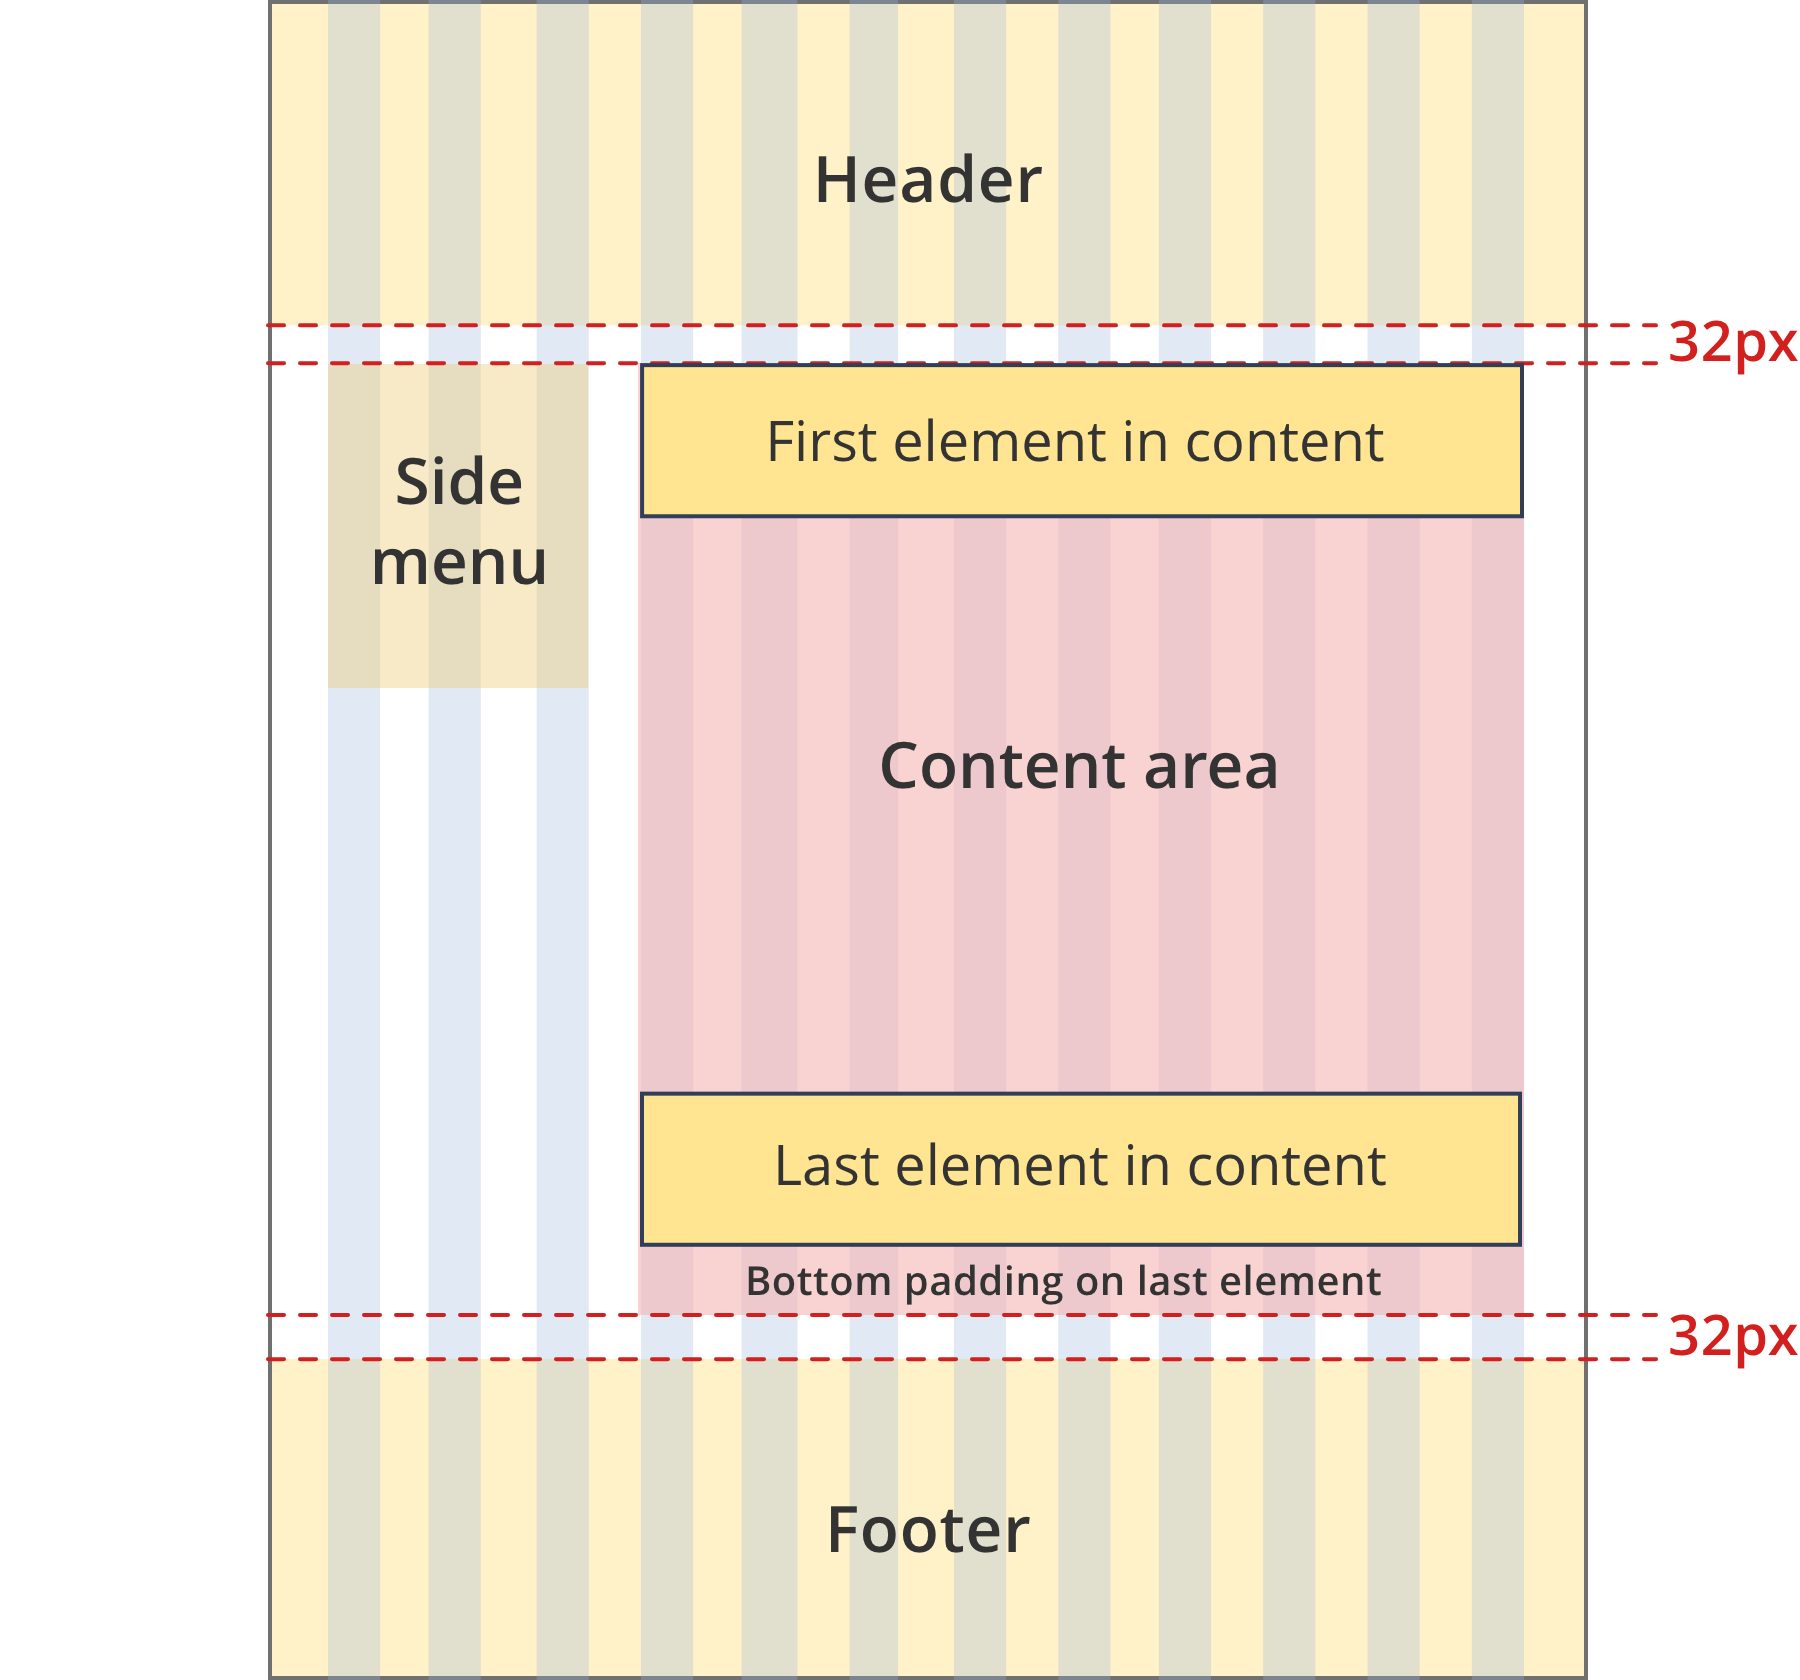 Header
32px
First element in content
Side
menu
Content area
Last element in content
Bottom padding on last element
32px
Footer